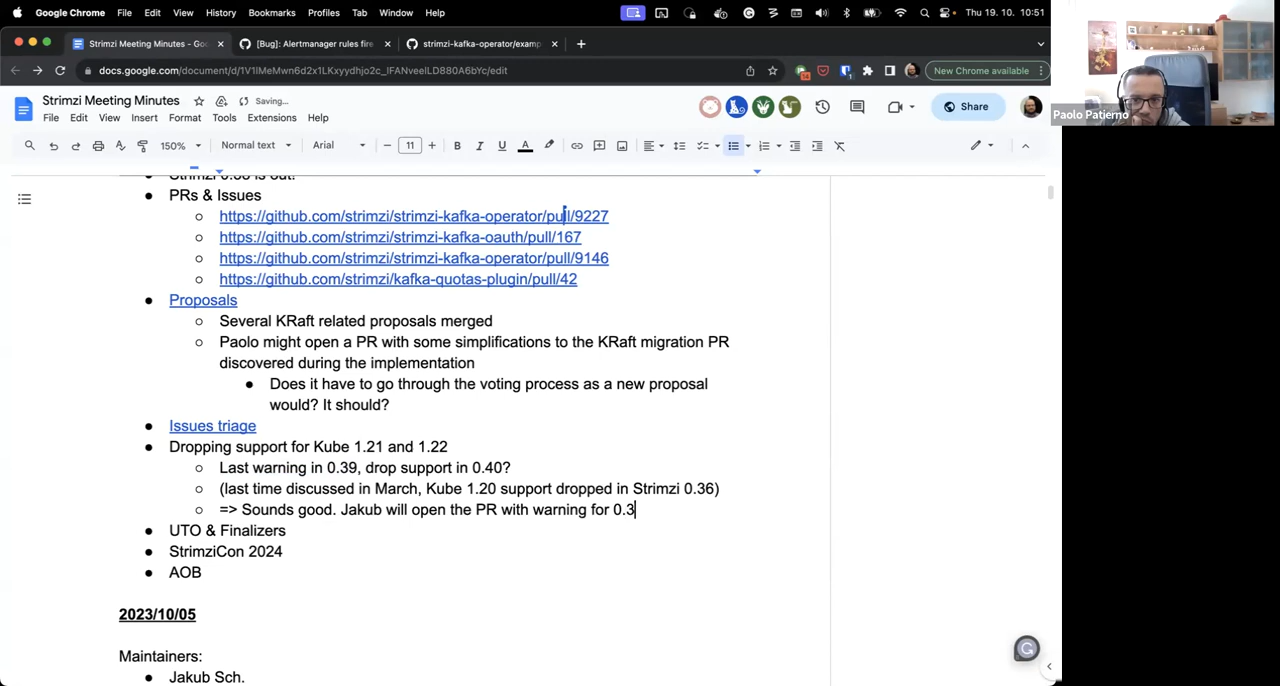 Google Chrome File Edit View History Bookmarks Profiles Tab Window Help Thu 19. 10. 10:51
Strimzi Meeting Minutes - Goo [Bug]: Alertmanager rules fire strimzi-kafka-operator/examp
docs.google.com/document/d/1V1lMeMwn6d2x1LKxyydhjo2c_IFANveeILD880A6bYc/edit New Chrome available
Strimzi Meeting Minutes Saving... Share
File Edit View Insert Format Tools Extensions Help
150% Normal text Arial 11
Paolo Patierno
Strimzi 0.38 is out!
PRs & Issues
https://github.com/strimzi/strimzi-kafka-operator/pull/9227
https://github.com/strimzi/strimzi-kafka-oauth/pull/167
https://github.com/strimzi/strimzi-kafka-operator/pull/9146
https://github.com/strimzi/kafka-quotas-plugin/pull/42
Proposals
Several KRaft related proposals merged
Paolo might open a PR with some simplifications to the KRaft migration PR
discovered during the implementation
Does it have to go through the voting process as a new proposal
would? It should?
Issues triage
Dropping support for Kube 1.21 and 1.22
Last warning in 0.39, drop support in 0.40?
(last time discussed in March, Kube 1.20 support dropped in Strimzi 0.36)
=> Sounds good. Jakub will open the PR with warning for 0.3
UTO & Finalizers
StrimziCon 2024
AOB
2023/10/05
Maintainers:
Jakub Sch.